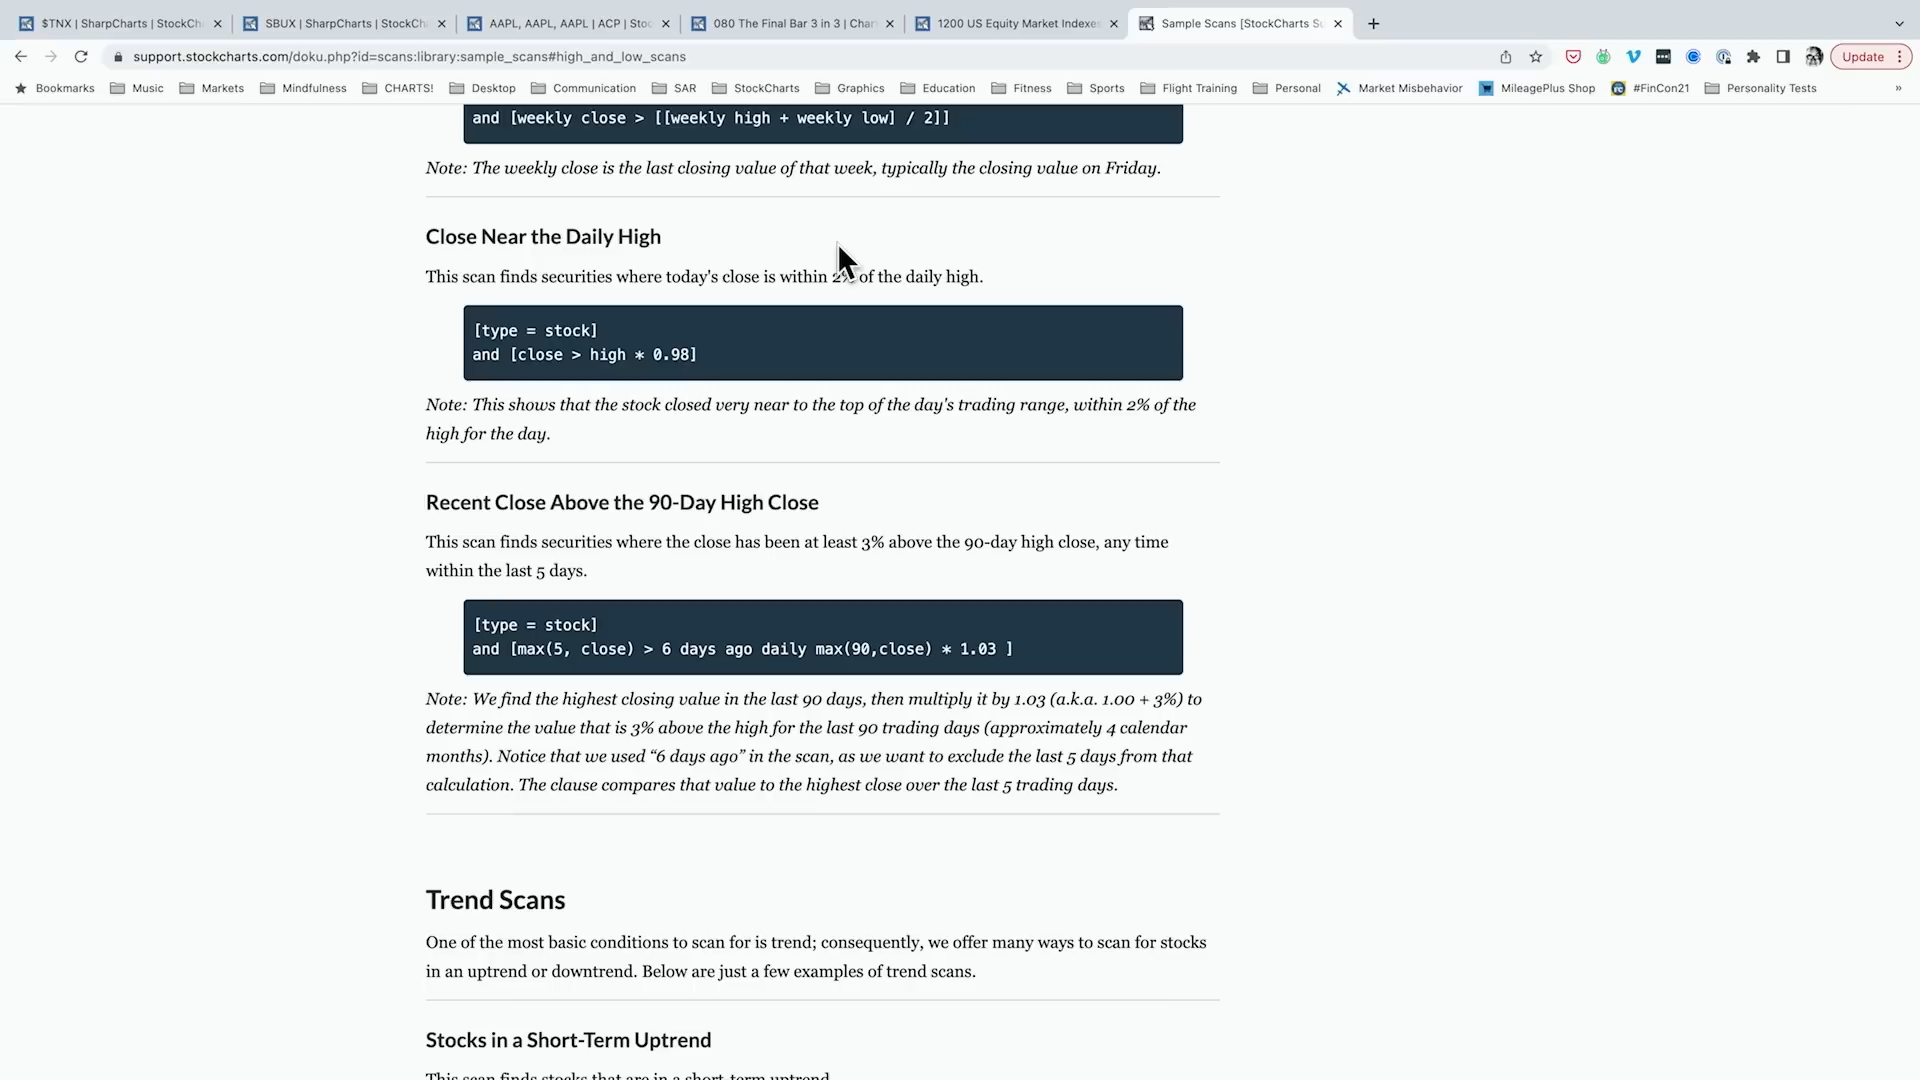 $TNX | SharpCharts | StockCh
SBUX | SharpCharts | StockCh
AAPL, AAPL, AAPL | ACP | Stoc
080 The Final Bar 3 in 3 | Char
1200 US Equity Market Indexes
Sample Scans [StockCharts Su
support.stockcharts.com/doku.php?id=scans:library:sample_scans#high_and_low_scans
Update
Bookmarks Music Markets Mindfulness CHARTS! Desktop Communication SAR StockCharts Graphics Education Fitness Sports Flight Training Personal Market Misbehavior MileagePlus Shop #FinCon21 Personality Tests »
and [weekly close > [[weekly high + weekly low] / 2]]
Note: The weekly close is the last closing value of that week, typically the closing value on Friday.
Close Near the Daily High
This scan finds securities where today's close is within 2% of the daily high.
[type = stock]
and [close > high * 0.98]
Note: This shows that the stock closed very near to the top of the day's trading range, within 2% of the
high for the day.
Recent Close Above the 90-Day High Close
This scan finds securities where the close has been at least 3% above the 90-day high close, any time
within the last 5 days.
[type = stock]
and [max(5, close) > 6 days ago daily max(90,close) * 1.03 ]
Note: We find the highest closing value in the last 90 days, then multiply it by 1.03 (a.k.a. 1.00 + 3%) to
determine the value that is 3% above the high for the last 90 trading days (approximately 4 calendar
months). Notice that we used “6 days ago” in the scan, as we want to exclude the last 5 days from that
calculation. The clause compares that value to the highest close over the last 5 trading days.
Trend Scans
One of the most basic conditions to scan for is trend; consequently, we offer many ways to scan for stocks
in an uptrend or downtrend. Below are just a few examples of trend scans.
Stocks in a Short-Term Uptrend
This scan finds stocks that are in a short-term uptrend